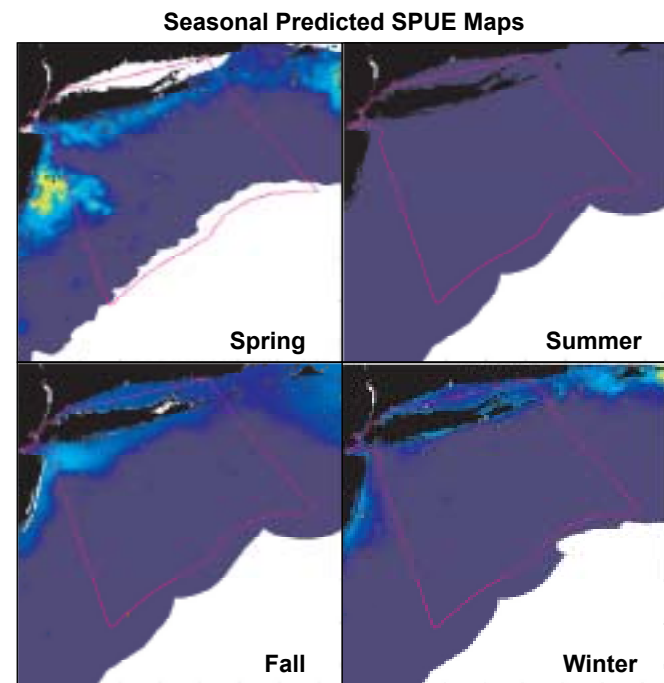 Seasonal Predicted SPUE Maps
Spring
Summer
Fall
Winter